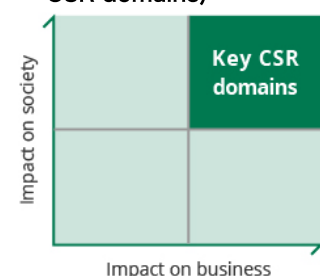 CSR domains)
Key CSR
domains
Impact on society
Impact on business